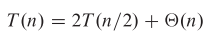 T(n) = 2T(n/2) + Θ(n)